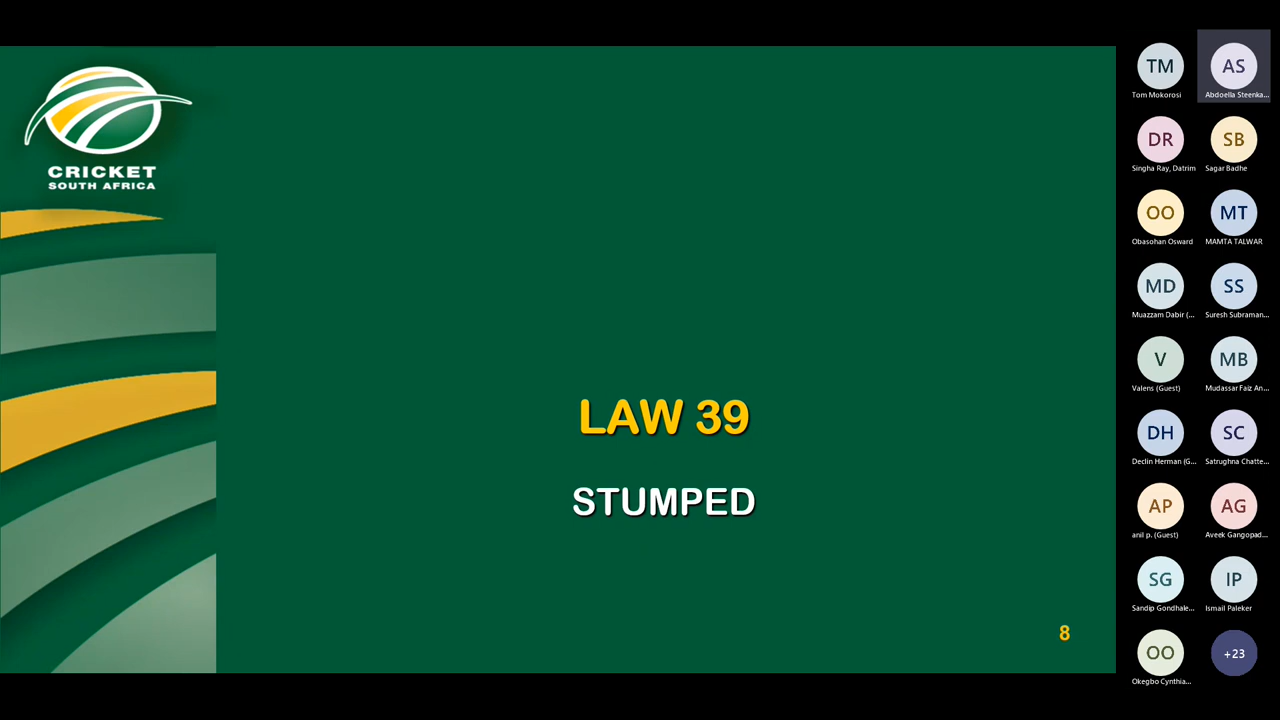 CRICKET
SOUTH AFRICA
LAW 39
STUMPED
8
TM
Tom Mokorosi
AS
Abdoella Steenka...
DR
Singha Ray, Datrim
SB
Sagar Badhe
OO
Obasohan Osward
MT
MAMTA TALWAR
MD
Muazzam Dabir (...
SS
Suresh Subraman...
V
Valens (Guest)
MB
Mudassar Faiz An...
DH
Declin Herman (G...
SC
Satrughna Chatte...
AP
anil p. (Guest)
AG
Aveek Gangopad...
SG
Sandip Gondhale...
IP
Ismail Paleker
OO
Okegbo Cynthia...
+23